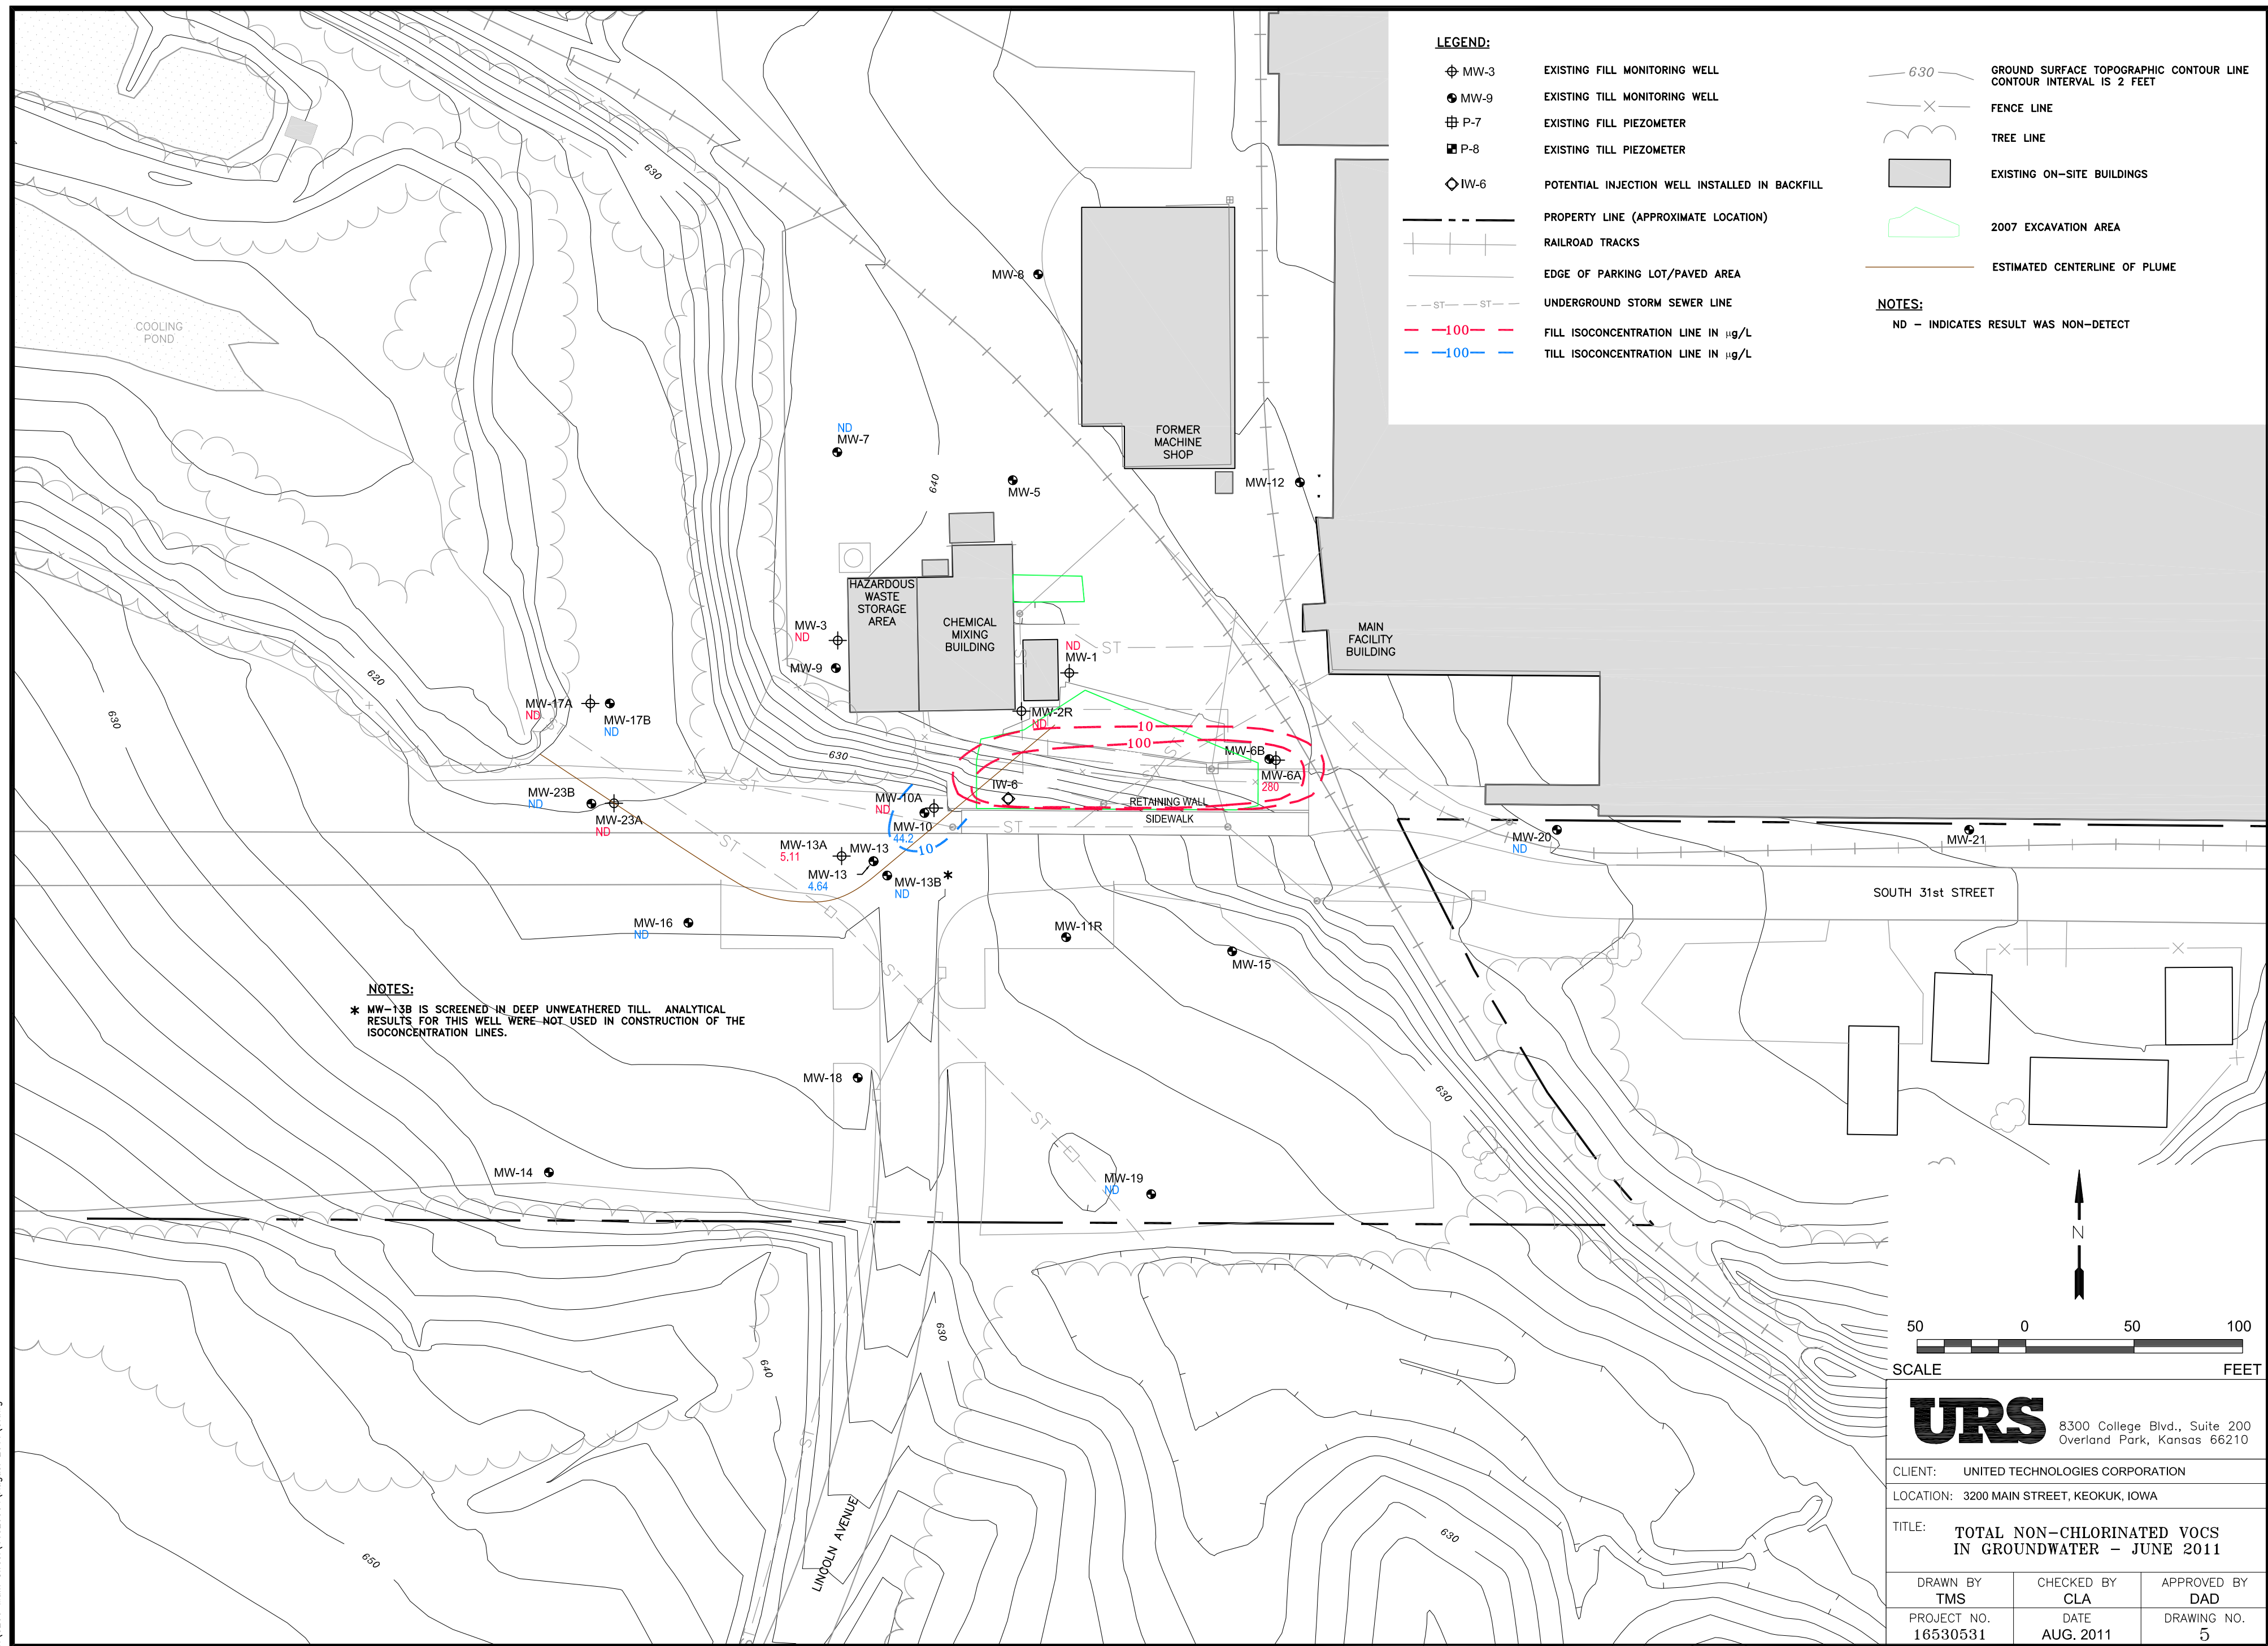 LEGEND:
MW-3
EXISTING FILL MONITORING WELL
MW-9
EXISTING TILL MONITORING WELL
P-7
EXISTING FILL PIEZOMETER
P-8
EXISTING TILL PIEZOMETER
IW-6
POTENTIAL INJECTION WELL INSTALLED IN BACKFILL
PROPERTY LINE (APPROXIMATE LOCATION)
RAILROAD TRACKS
EDGE OF PARKING LOT/PAVED AREA
ST ST
UNDERGROUND STORM SEWER LINE
100
FILL ISOCONCENTRATION LINE IN µg/L
100
TILL ISOCONCENTRATION LINE IN µg/L
630
GROUND SURFACE TOPOGRAPHIC CONTOUR LINE
CONTOUR INTERVAL IS 2 FEET
FENCE LINE
TREE LINE
EXISTING ON-SITE BUILDINGS
2007 EXCAVATION AREA
ESTIMATED CENTERLINE OF PLUME
NOTES:
ND - INDICATES RESULT WAS NON-DETECT
630
MW-8
COOLING
POND
ND
MW-7
FORMER
MACHINE
SHOP
640
MW-5
MW-12
HAZARDOUS
WASTE
STORAGE
AREA
CHEMICAL
MIXING
BUILDING
MAIN
FACILITY
BUILDING
MW-3
ND
MW-9
ND
MW-1
ST
ST
620
630
MW-17A
ND
MW-17B
ND
MW-2R
ND
10
100
ST
ST
MW-6B
MW-6A
280
630
ST
IW-6
RETAINING WALL
SIDEWALK
ST
MW-23B
ND
MW-23A
ND
MW-10A
ND
MW-10
44.2
10
ST
MW-13A
5.11
MW-13
MW-13
4.64
MW-13B
*
ND
MW-20
ND
MW-21
SOUTH 31st STREET
MW-16
ND
MW-11R
MW-15
ST
NOTES:
* MW-13B IS SCREENED IN DEEP UNWEATHERED TILL. ANALYTICAL
RESULTS FOR THIS WELL WERE NOT USED IN CONSTRUCTION OF THE
ISOCONCENTRATION LINES.
MW-18
ST
630
MW-14
MW-19
ND
N
630
640
ST
LINCOLN AVENUE
650
630
ST
50 0 50 100
SCALE FEET
URS
8300 College Blvd., Suite 200
Overland Park, Kansas 66210
CLIENT: UNITED TECHNOLOGIES CORPORATION
LOCATION: 3200 MAIN STREET, KEOKUK, IOWA
TITLE: TOTAL NON-CHLORINATED VOCS
IN GROUNDWATER - JUNE 2011
DRAWN BY
TMS
CHECKED BY
CLA
APPROVED BY
DAD
PROJECT NO.
16530531
DATE
AUG. 2011
DRAWING NO.
5